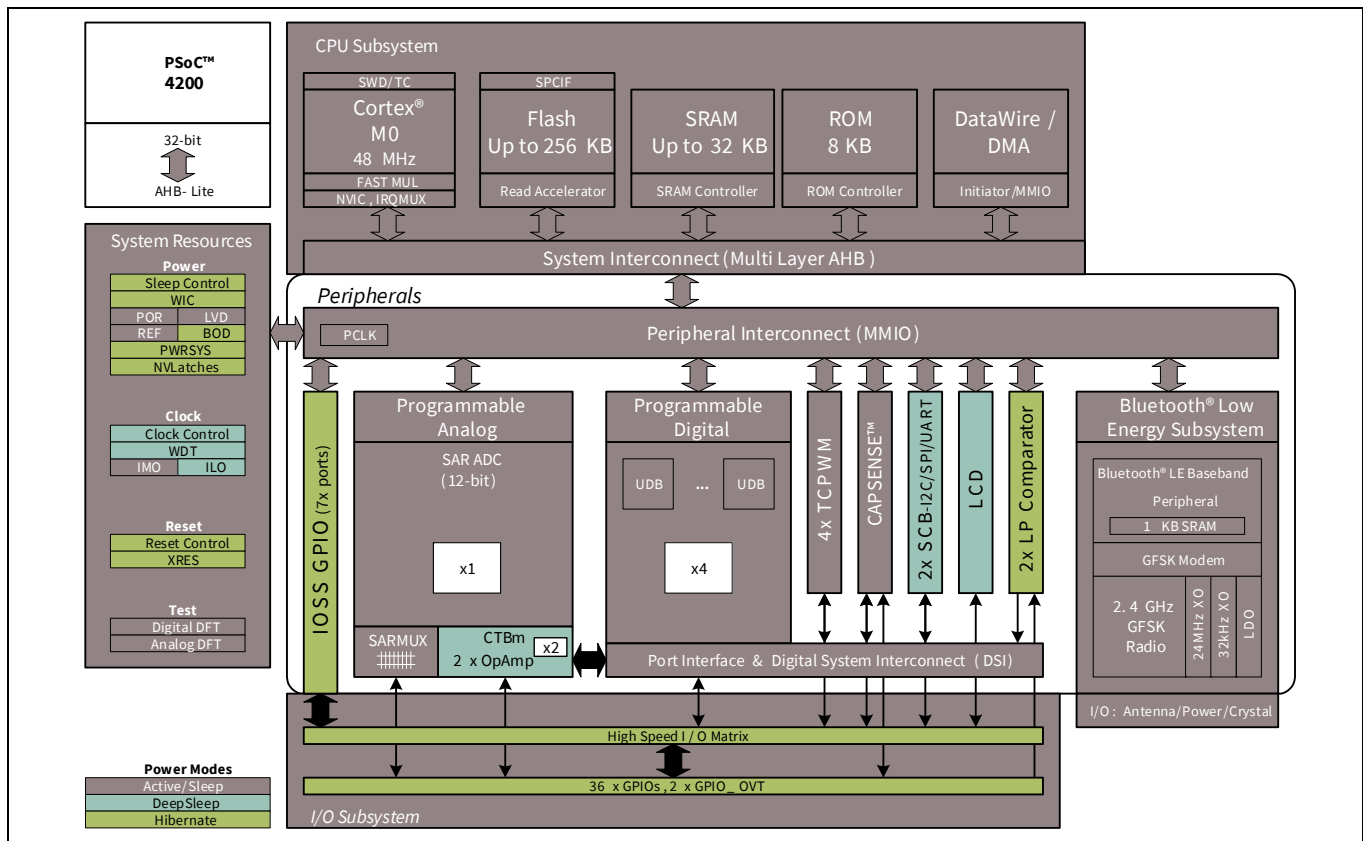 PSoC™
4200
32-bit
AHB- Lite
CPU Subsystem
SWD/ TC
Cortex®
M0
48 MHz
FAST MUL
NVIC , IRQMUX
SPCIF
Flash
Up to 256 KB
Read Accelerator
SRAM
Up to 32 KB
SRAM Controller
ROM
8 KB
ROM Controller
DataWire /
DMA
Initiator/MMIO
System Interconnect (Multi Layer AHB )
System Resources
Power
Sleep Control
WIC
POR LVD
REF BOD
PWRSYS
NVLatches
Clock
Clock Control
WDT
IMO ILO
Reset
Reset Control
XRES
Test
Digital DFT
Analog DFT
Peripherals
PCLK
Peripheral Interconnect (MMIO)
IOSS GPIO (7x ports)
Programmable
Analog
SAR ADC
(12-bit)
x1
SARMUX
CTBm
x2
2 x OpAmp
Programmable
Digital
UDB ... UDB
x4
4x TCPWM
CAPSENSE™
2x SCB-I2C/SPI/UART
LCD
2x LP Comparator
Port Interface & Digital System Interconnect ( DSI)
Bluetooth® Low
Energy Subsystem
Bluetooth® LE Baseband
Peripheral
1 KB SRAM
GFSK Modem
2. 4 GHz
GFSK
Radio
24MHz XO
32kHz XO
LDO
I/O : Antenna/Power/Crystal
High Speed I / O Matrix
36 x GPIOs , 2 x GPIO_ OVT
I/O Subsystem
Power Modes
Active/Sleep
DeepSleep
Hibernate